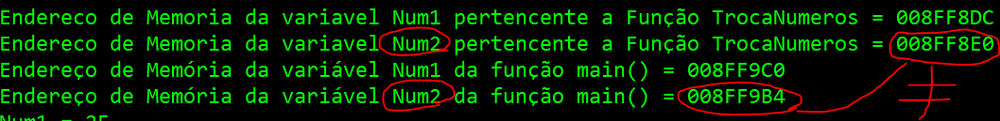 Endereco de Memoria da variavel Num1 pertencente a Função TrocaNumeros = 008FF8DC
Endereco de Memoria da variavel Num2 pertencente a Função TrocaNumeros = 008FF8E0
Endereço de Memória da variável Num1 da função main() = 008FF9C0
Endereço de Memória da variável Num2 da função main() = 008FF9B4
Num1 = 25